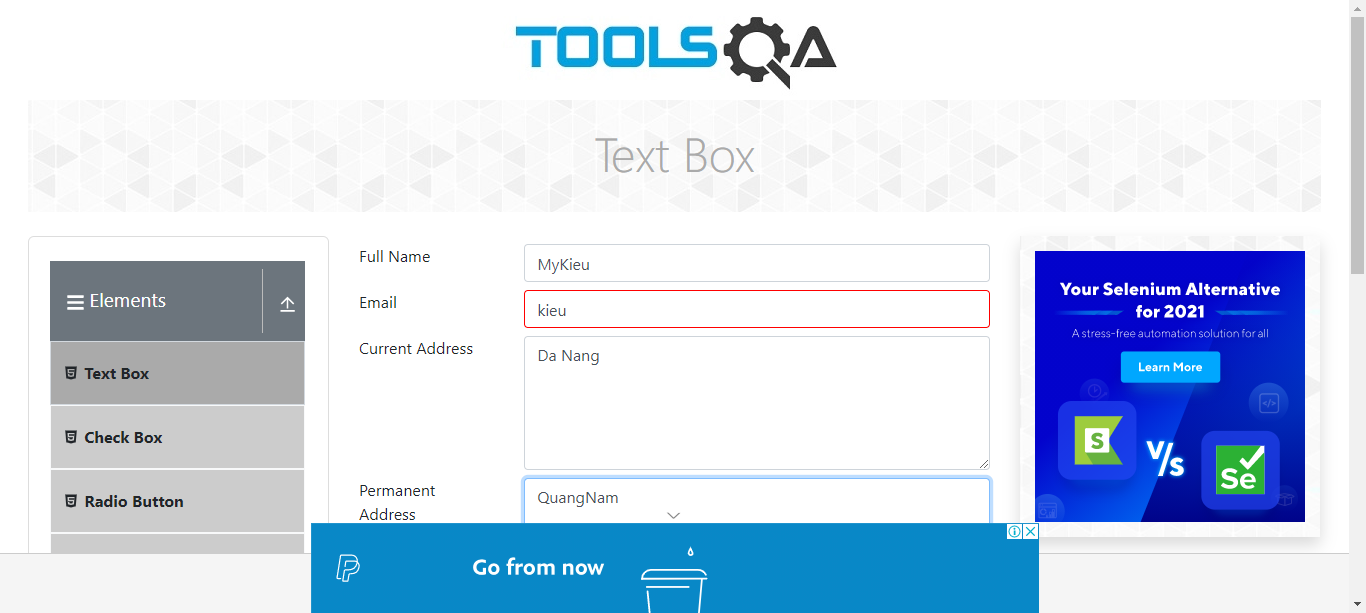 TOOLSQA
Text Box
Elements
Text Box
Check Box
Radio Button
Full Name
MyKieu
Email
kieu
Current Address
Da Nang
Permanent
Address
QuangNam
Your Selenium Alternative
for 2021
A stress-free automation solution for all
Learn More
S
V/s
Se
Go from now